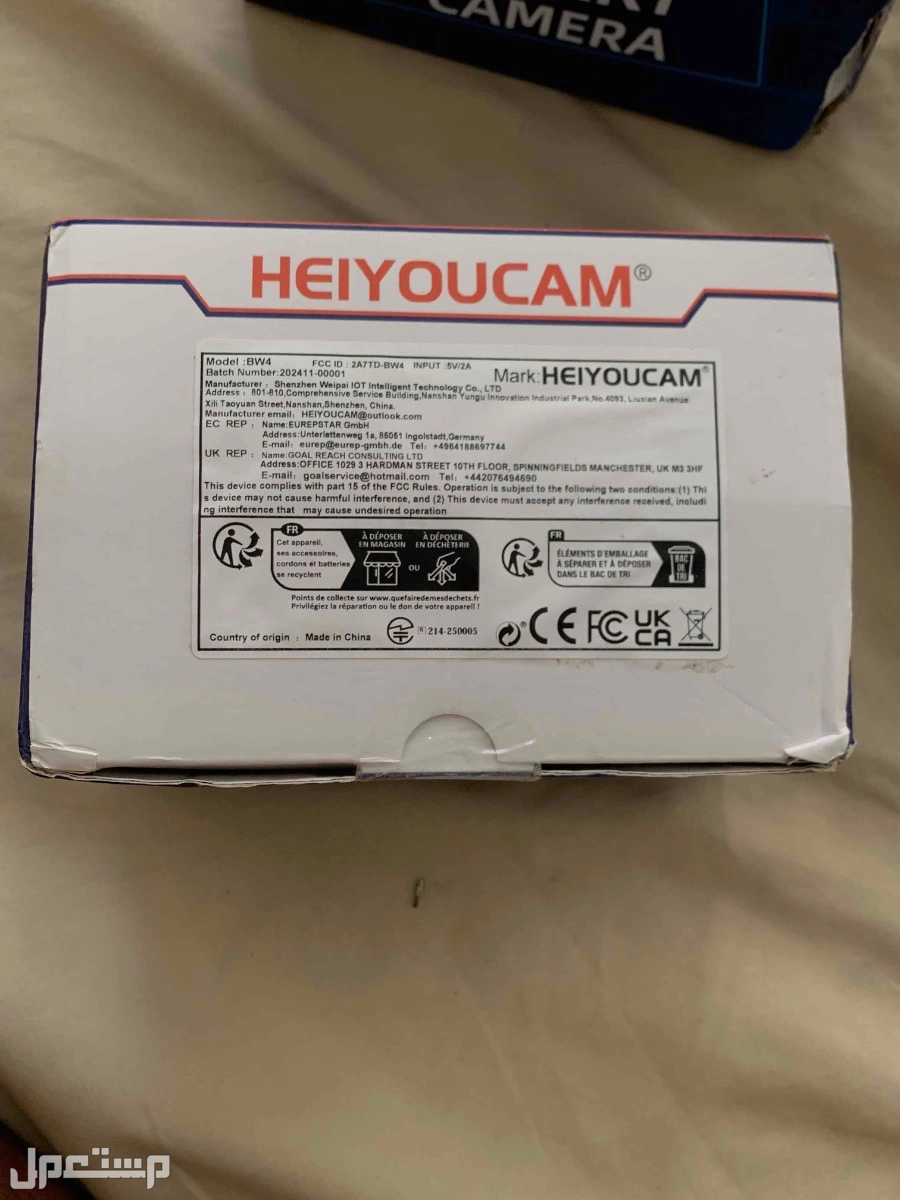 CAMERA
HEIYOUCAM®
Model :BW4 FCC ID : 2A7TD-BW4 INPUT :5V/2A
Batch Number:202411-00001
Mark:HEIYOUCAM®
Manufacturer : Shenzhen Weipai IOT Intelligent Technology Co., LTD
Address : 801-810,Comprehensive Service Building,Nanshan Yungu Innovation Industrial Park,No.4093, Liuxian Avenue
Xili Taoyuan Street,Nanshan,Shenzhen, China.
Manufacturer email: HEIYOUCAM@outlook.com
EC REP : Name:EUREPSTAR GmbH
Address:Unterlettenweg 1a, 85051 Ingolstadt,Germany
E-mail: eurep@eurep-gmbh.de Tel: +4984188697744
UK REP : Name:GOAL REACH CONSULTING LTD
Address:OFFICE 1029 3 HARDMAN STREET 10TH FLOOR, SPINNINGFIELDS MANCHESTER, UK M3 3HF
E-mail: goalservice@hotmail.com Tel: +442076494690
This device complies with part 15 of the FCC Rules. Operation is subject to the following two conditions:(1) Thi
s device may not cause harmful interference, and (2) This device must accept any interference received, includi
ng interference that may cause undesired operation
FR
Cet appareil,
ses accessoires,
cordons et batteries
se recyclent
À DÉPOSER
EN MAGASIN
OU
À DÉPOSER
EN DÉCHÈTERIE
FR
ÉLÉMENTS D'EMBALLAGE
À SÉPARER ET À DÉPOSER
DANS LE BAC DE TRI
BAC
DE
TRI
Points de collecte sur www.quefairedemesdechets.fr
Privilégiez la réparation ou le don de votre appareil !
Country of origin : Made in China
R 214-250005
CE FC UK
CA
مستعمل